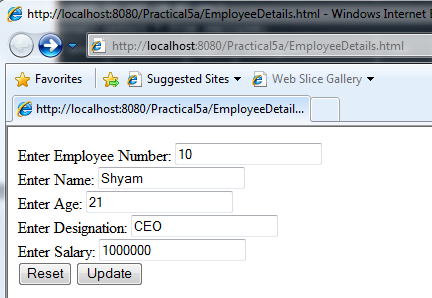 http://localhost:8080/Practical5a/EmployeeDetails.html - Windows Internet
http://localhost:8080/Practical5a/EmployeeDetails.html
Favorites Suggested Sites Web Slice Gallery
http://localhost:8080/Practical5a/EmployeeDetail...
Enter Employee Number: 10
Enter Name: Shyam
Enter Age: 21
Enter Designation: CEO
Enter Salary: 1000000
Reset Update